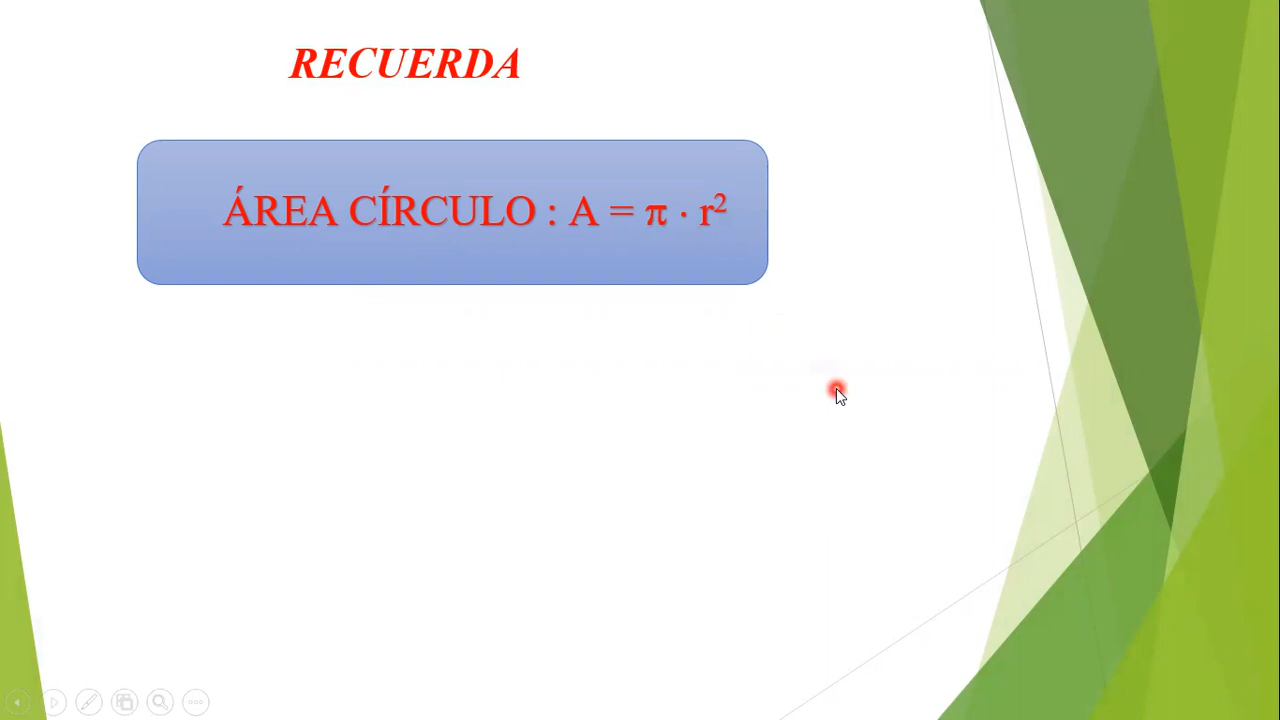 RECUERDA
ÁREA CÍRCULO : A = π · r²